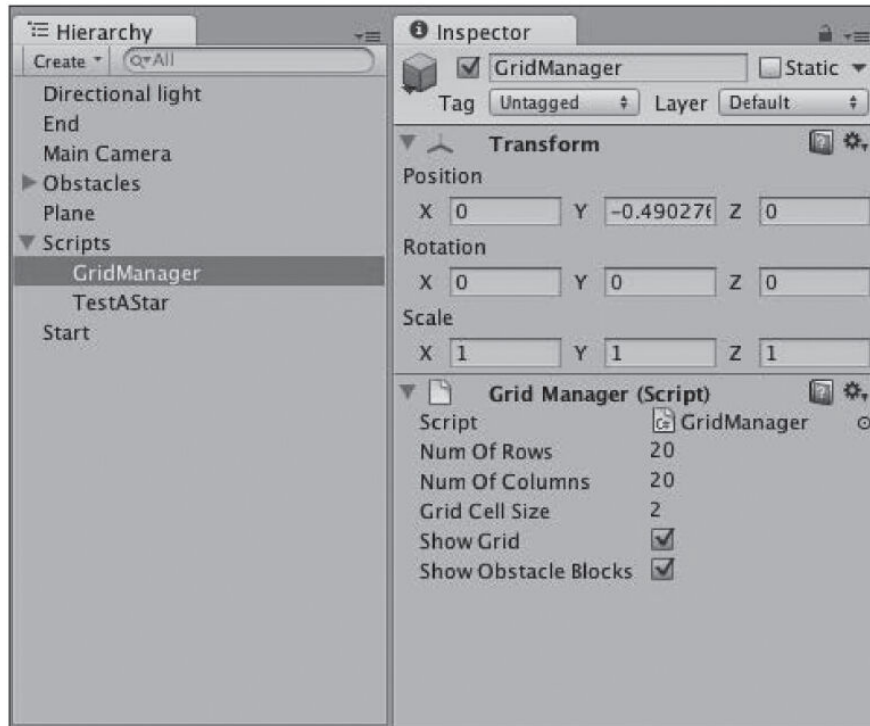 Hierarchy
Create
All
Directional light
End
Main Camera
Obstacles
Plane
Scripts
GridManager
TestAStar
Start
Inspector
GridManager
Static
Tag Untagged Layer Default
Transform
Position
X 0 Y -0.490276 Z 0
Rotation
X 0 Y 0 Z 0
Scale
X 1 Y 1 Z 1
Grid Manager (Script)
Script GridManager
Num Of Rows 20
Num Of Columns 20
Grid Cell Size 2
Show Grid
Show Obstacle Blocks